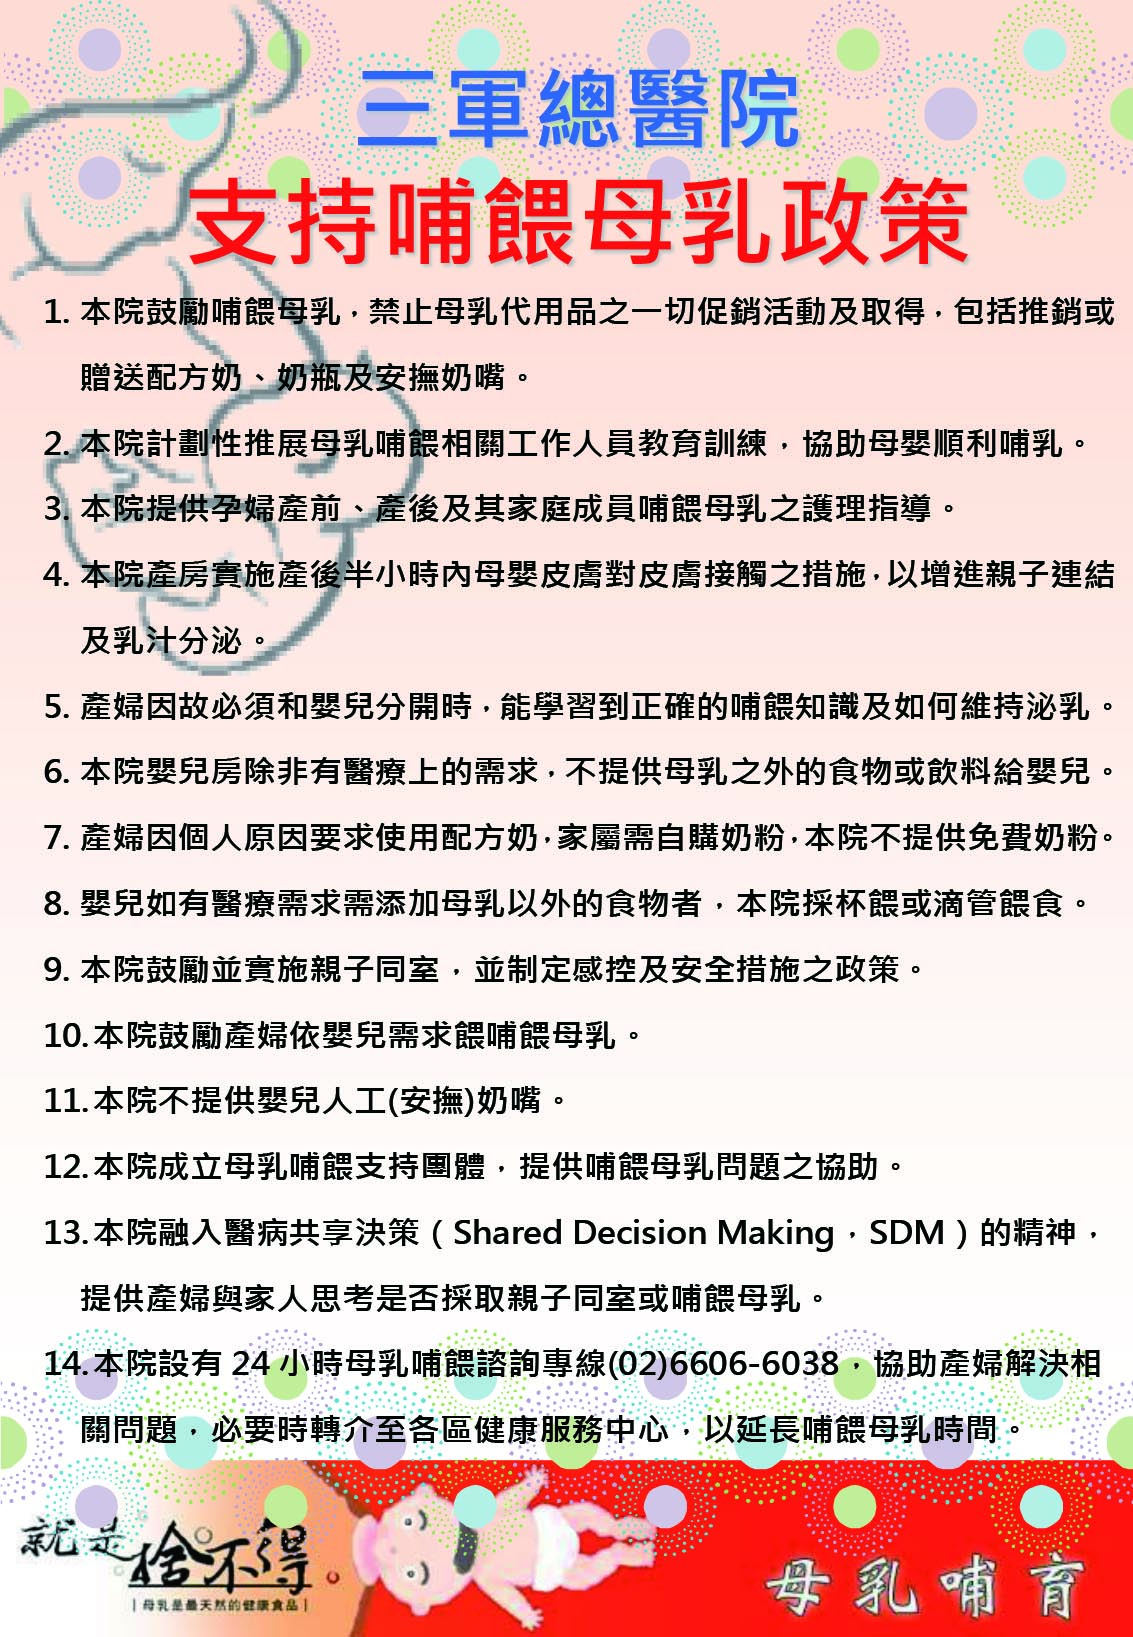 三軍總醫院
支持哺餵母乳政策
1. 本院鼓勵哺餵母乳，禁止母乳代用品之一切促銷活動及取得，包括推銷或
贈送配方奶、奶瓶及安撫奶嘴。
2. 本院計劃性推展母乳哺餵相關工作人員教育訓練，協助母嬰順利哺乳。
3. 本院提供孕婦產前、產後及其家庭成員哺餵母乳之護理指導。
4. 本院產房實施產後半小時內母嬰皮膚對皮膚接觸之措施，以增進親子連結
及乳汁分泌。
5. 產婦因故必須和嬰兒分開時，能學習到正確的哺餵知識及如何維持泌乳。
6. 本院嬰兒房除非有醫療上的需求，不提供母乳之外的食物或飲料給嬰兒。
7. 產婦因個人原因要求使用配方奶，家屬需自購奶粉，本院不提供免費奶粉。
8. 嬰兒如有醫療需求需添加母乳以外的食物者，本院採杯餵或滴管餵食。
9. 本院鼓勵並實施親子同室，並制定感控及安全措施之政策。
10.本院鼓勵產婦依嬰兒需求餵哺餵母乳。
11.本院不提供嬰兒人工(安撫)奶嘴。
12.本院成立母乳哺餵支持團體，提供哺餵母乳問題之協助。
13.本院融入醫病共享決策（Shared Decision Making，SDM）的精神，
提供產婦與家人思考是否採取親子同室或哺餵母乳。
14.本院設有 24 小時母乳哺餵諮詢專線(02)6606-6038，協助產婦解決相
關問題，必要時轉介至各區健康服務中心，以延長哺餵母乳時間。
就是捨不得。
|母乳是最天然的健康食品|
母乳哺育